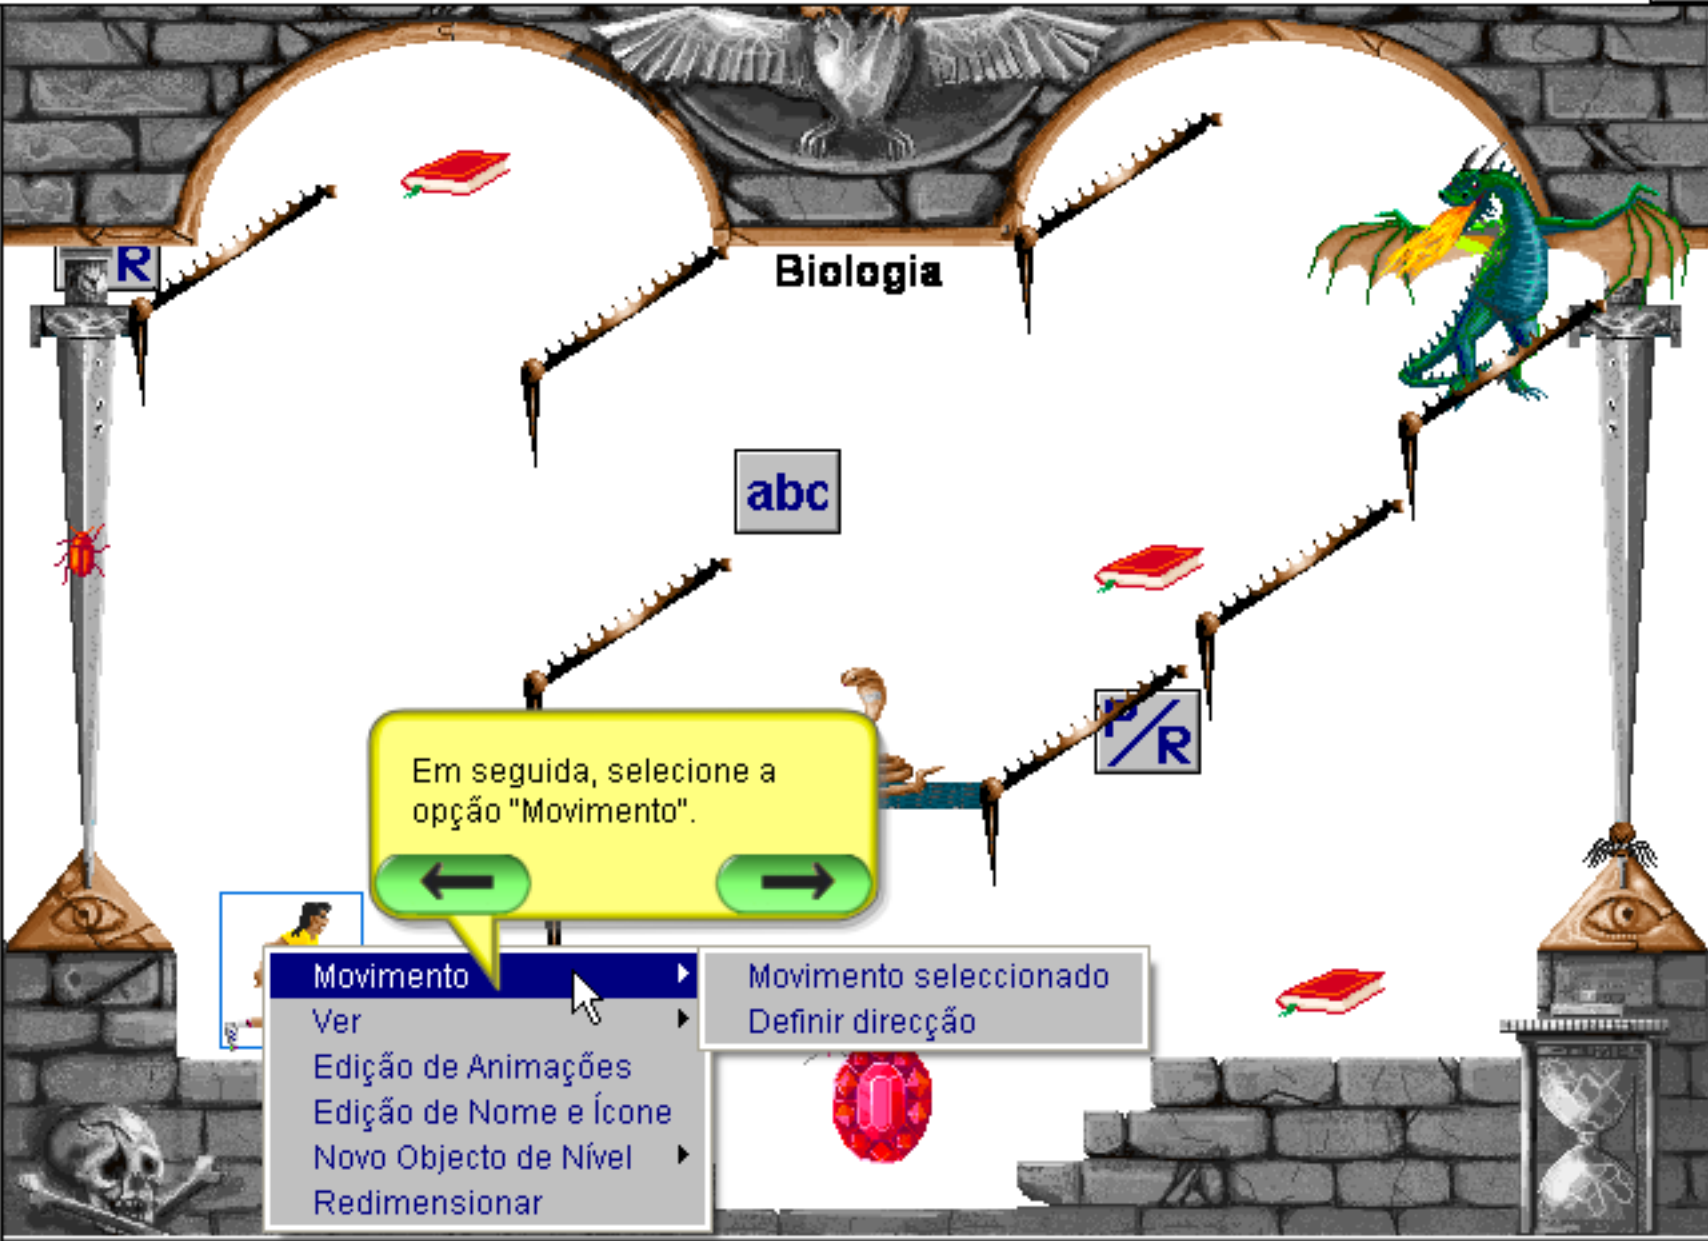 R
Biologia
abc
P/R
Em seguida, selecione a
opção "Movimento".
Movimento
Ver
Edição de Animações
Edição de Nome e Ícone
Novo Objecto de Nível
Redimensionar
Movimento seleccionado
Definir direcção